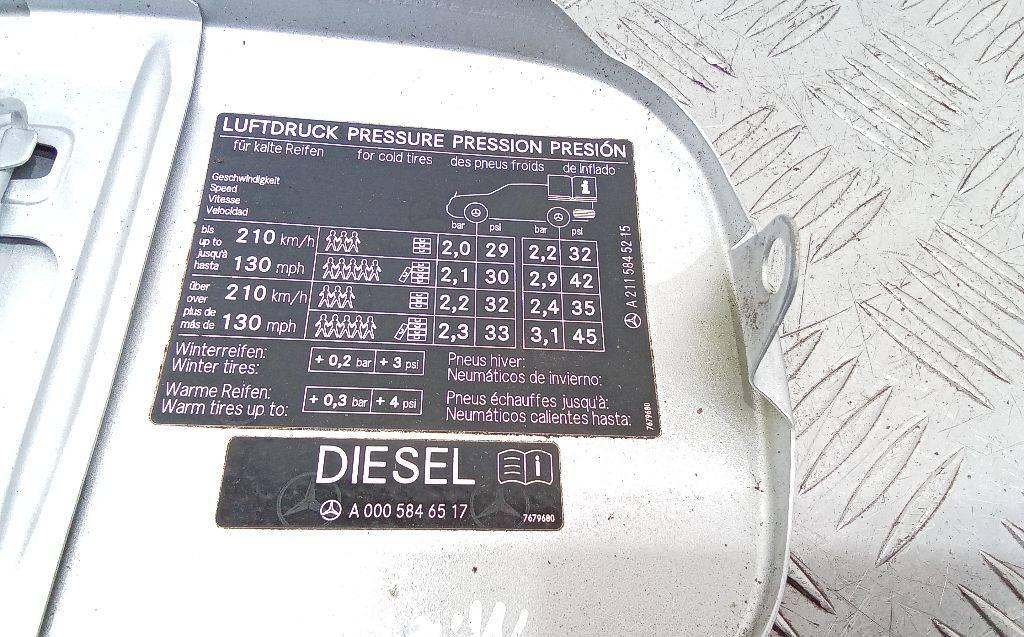 LUFTDRUCK PRESSURE PRESSION PRESIÓN
für kalte Reifen for cold tires des pneus froids de inflado
Geschwindigkeit
Speed
Vitesse
Velocidad
bar psi bar psi
bis
up to
jusqu'à
hasta
210 km/h
130 mph
2,0 29 2,2 32
2,1 30 2,9 42
über
over
plus de
más de
210 km/h
130 mph
2,2 32 2,4 35
2,3 33 3,1 45
Winterreifen:
Winter tires:
+ 0,2 bar + 3 psi
Pneus hiver:
Neumáticos de invierno:
Warme Reifen:
Warm tires up to:
+ 0,3 bar + 4 psi
Pneus échauffes jusqu'à:
Neumáticos calientes hasta:
A 211 584 52 15
7679680
DIESEL
A 000 584 65 17
7679680